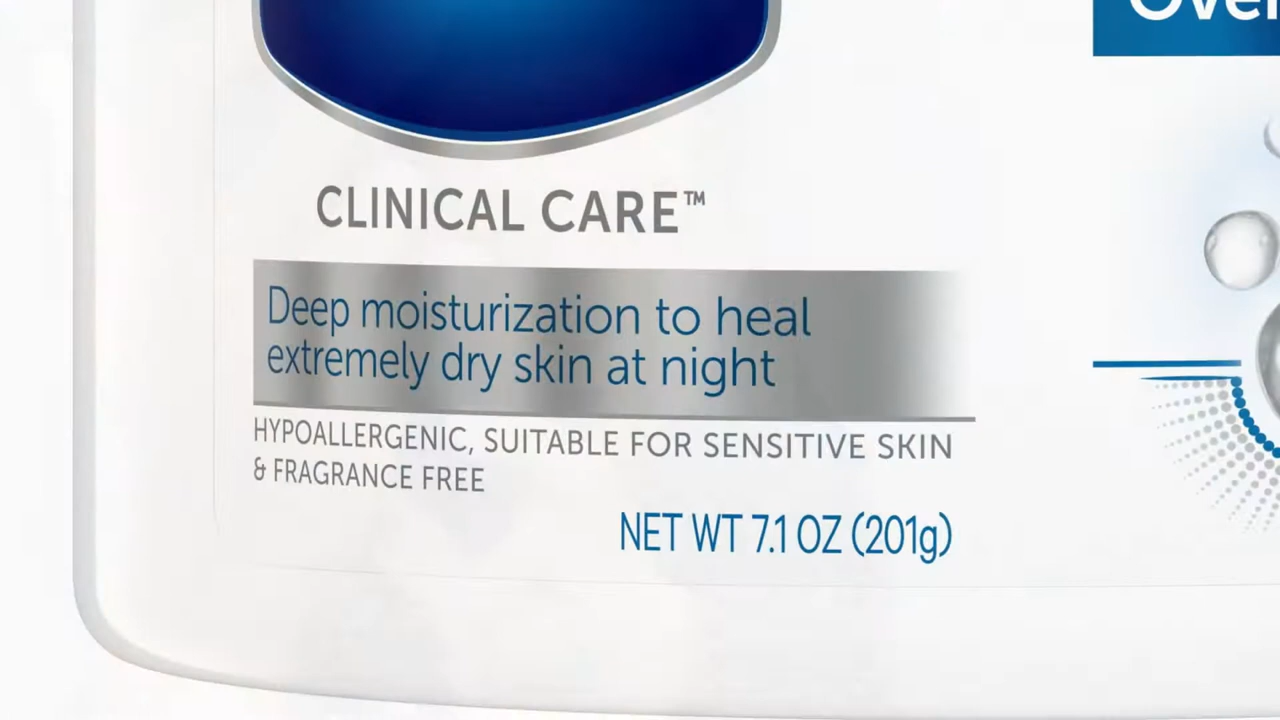 Over
CLINICAL CARE™
Deep moisturization to heal
extremely dry skin at night
HYPOALLERGENIC, SUITABLE FOR SENSITIVE SKIN
& FRAGRANCE FREE
NET WT 7.1 OZ (201g)